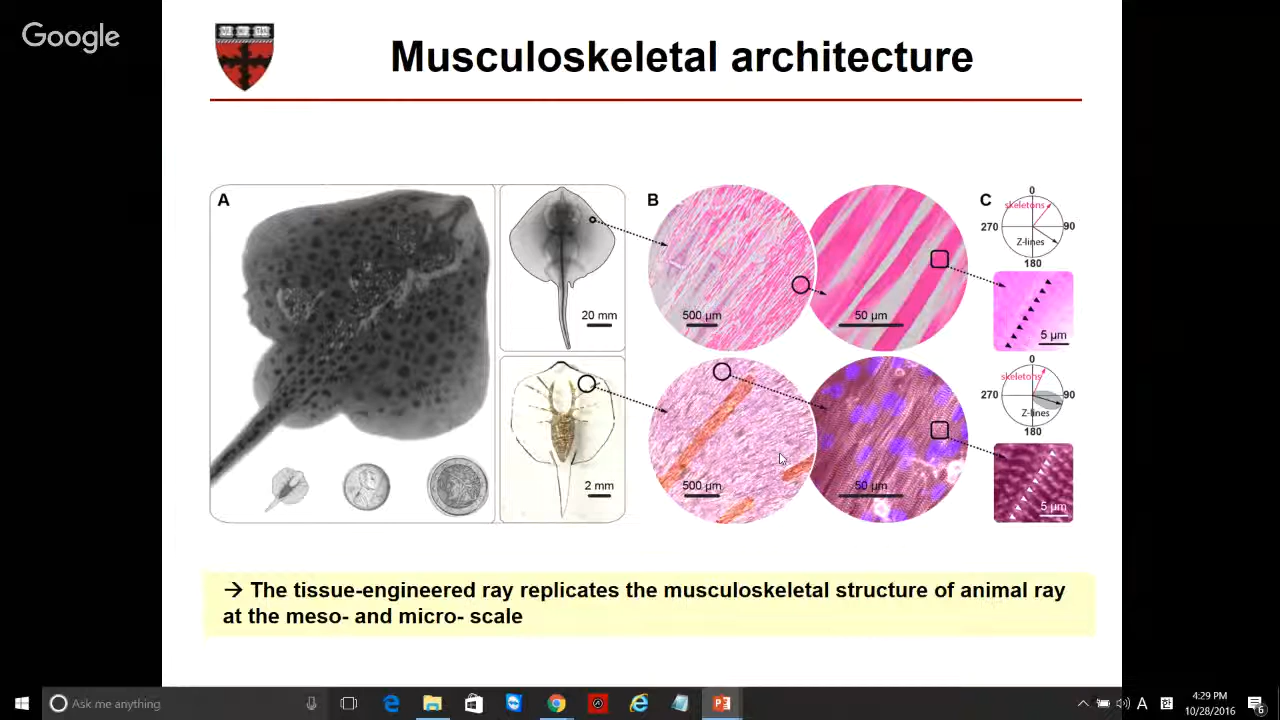 Google
Musculoskeletal architecture
A
20 mm
2 mm
B
500 µm
50 µm
500 µm
50 µm
C
0
skeletons
270
90
Z-lines
180
5 µm
0
skeletons
270
90
Z-lines
180
5 µm
→ The tissue-engineered ray replicates the musculoskeletal structure of animal ray
at the meso- and micro- scale
Ask me anything
A
4:29 PM
10/28/2016
6